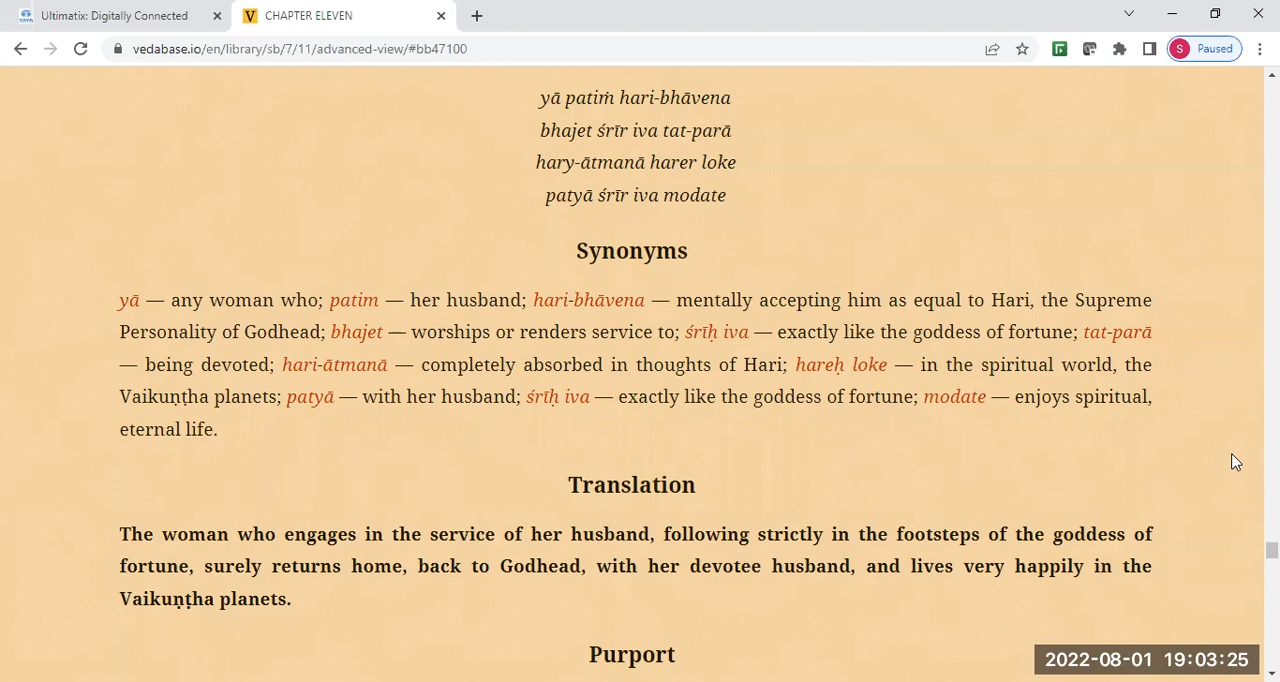 Ultimatix: Digitally Connected
CHAPTER ELEVEN
vedabase.io/en/library/sb/7/11/advanced-view/#bb47100
S Paused
yā patiṁ hari-bhāvena
bhajet śrīr iva tat-parā
hary-ātmanā harer loke
patyā śrīr iva modate
Synonyms
yā — any woman who; patim — her husband; hari-bhāvena — mentally accepting him as equal to Hari, the Supreme
Personality of Godhead; bhajet — worships or renders service to; śrīḥ iva — exactly like the goddess of fortune; tat-parā
— being devoted; hari-ātmanā — completely absorbed in thoughts of Hari; hareḥ loke — in the spiritual world, the
Vaikuṇṭha planets; patyā — with her husband; śrīḥ iva — exactly like the goddess of fortune; modate — enjoys spiritual,
eternal life.
Translation
The woman who engages in the service of her husband, following strictly in the footsteps of the goddess of
fortune, surely returns home, back to Godhead, with her devotee husband, and lives very happily in the
Vaikuṇṭha planets.
Purport
2022-08-01 19:03:25